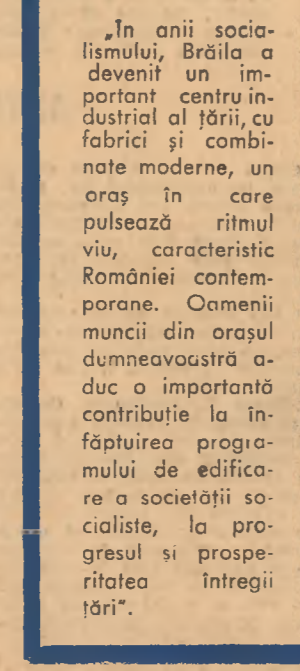 „In anii socia-
lismului, Brăila a
devenit un im-
portant centru in-
dustrial al țării, cu
fabrici și combi-
nate moderne, un
oraș în care
pulsează ritmul
viu, caracteristic
României contem-
porane. Oamenii
muncii din orașul
dumneavoastră a-
duc o importantă
contribuție la în-
făptuirea progra-
mului de edifica-
re a societății so-
cialiste, la pro-
gresul și prospe-
ritatea întregii
țări”.